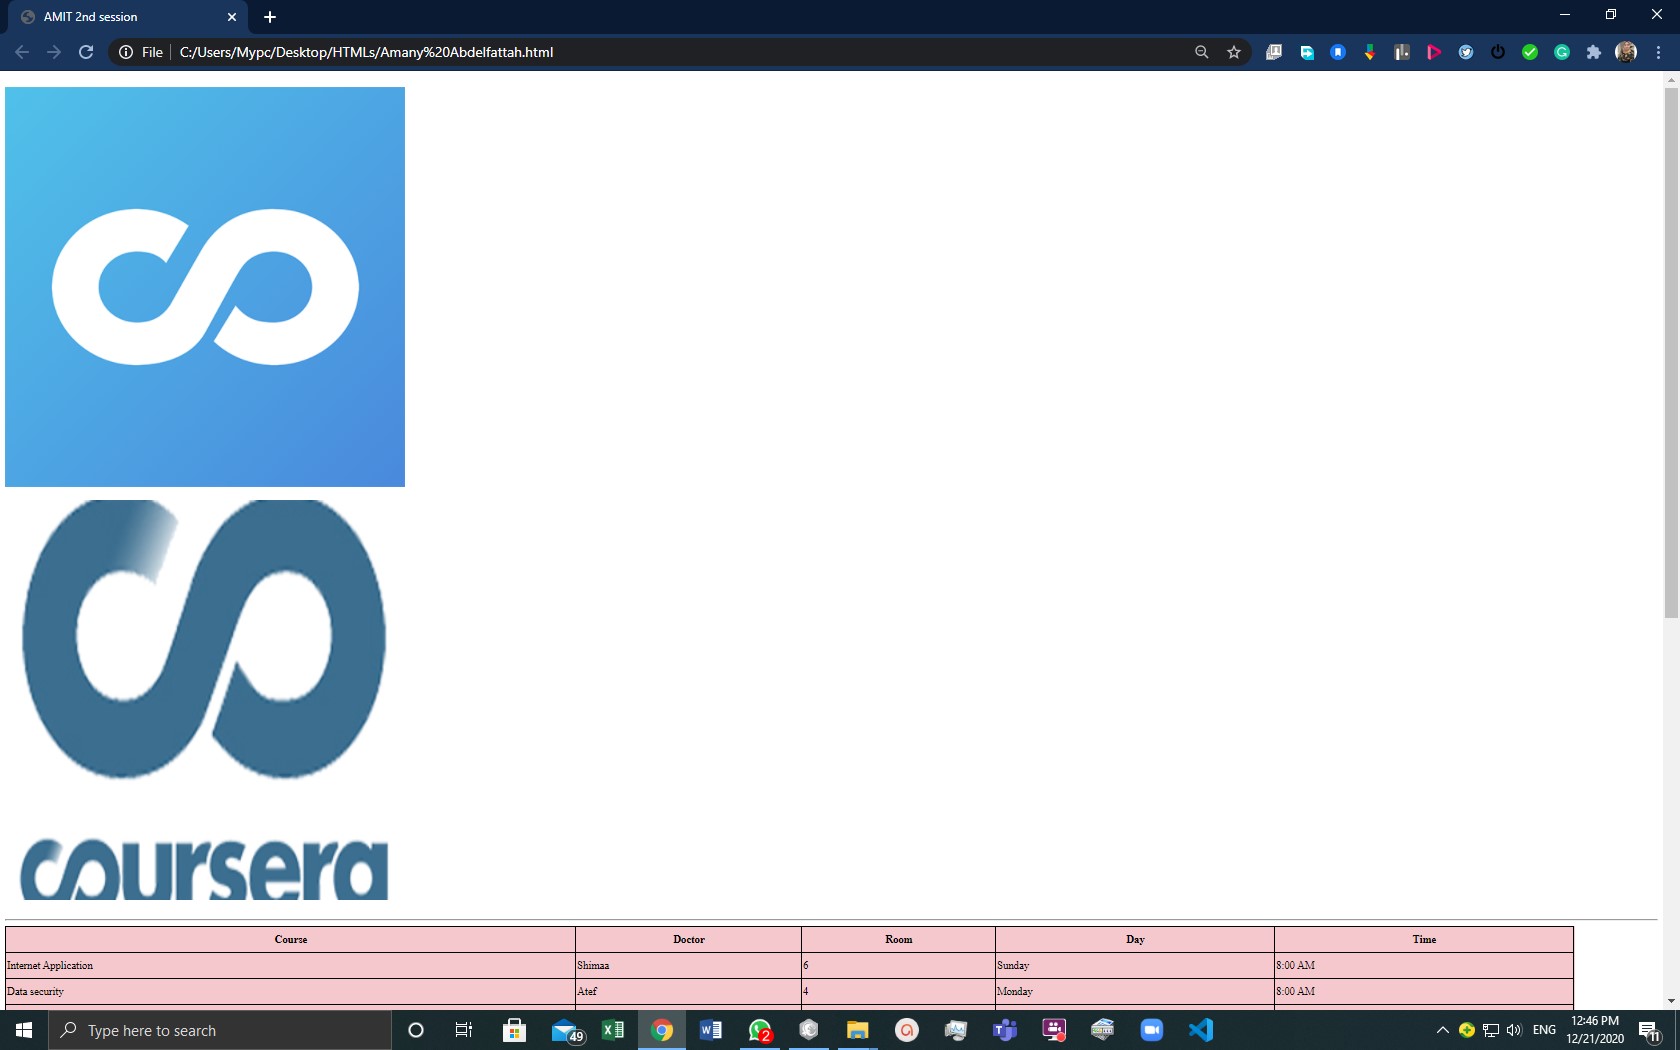 AMIT 2nd session
File C:/Users/Mypc/Desktop/HTMLs/Amany%20Abdelfattah.html
coursera
Course Doctor Room Day Time
Internet Application Shimaa 6 Sunday 8:00 AM
Data security Atef 4 Monday 8:00 AM
Type here to search
49
2
ENG
12:46 PM
12/21/2020
11